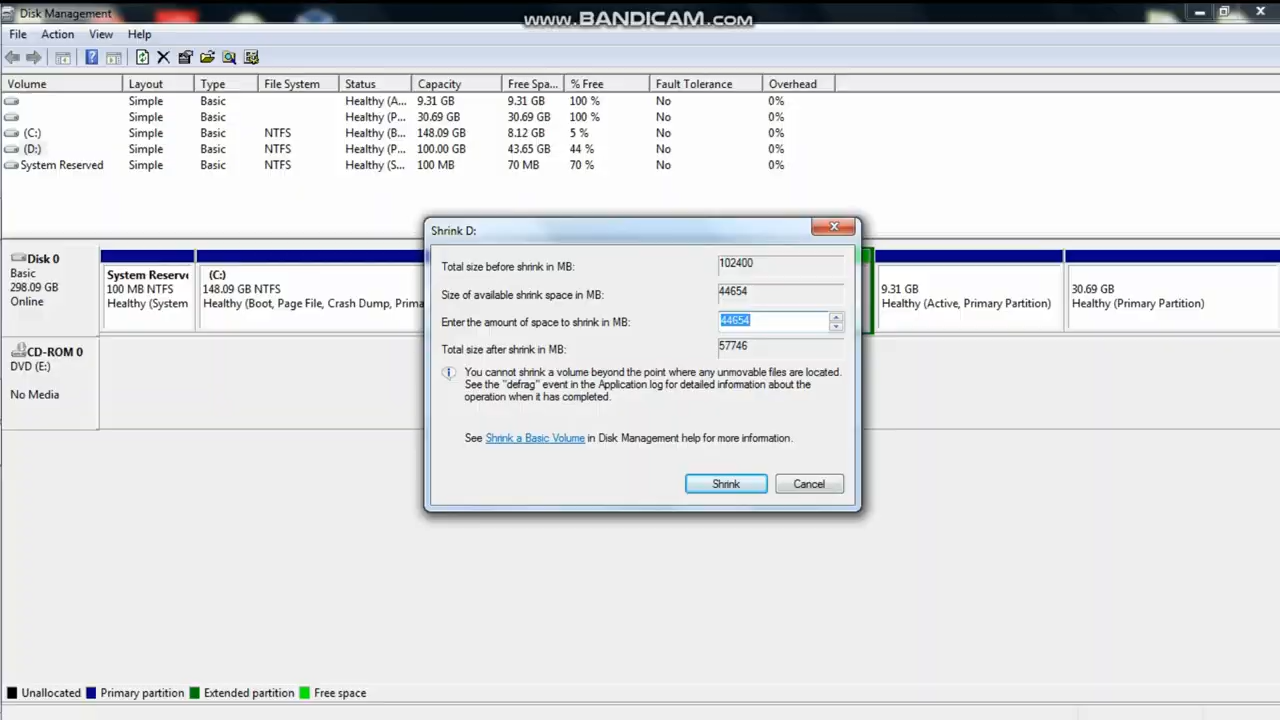 Disk Management
www.BANDICAM.com
File Action View Help
Volume Layout Type File System Status Capacity Free Spa... % Free Fault Tolerance Overhead
Simple Basic Healthy (A... 9.31 GB 9.31 GB 100 % No 0%
Simple Basic Healthy (P... 30.69 GB 30.69 GB 100 % No 0%
(C:) Simple Basic NTFS Healthy (B... 148.09 GB 8.12 GB 5 % No 0%
(D:) Simple Basic NTFS Healthy (P... 100.00 GB 43.65 GB 44 % No 0%
System Reserved Simple Basic NTFS Healthy (S... 100 MB 70 MB 70 % No 0%
Shrink D:
Total size before shrink in MB: 102400
Size of available shrink space in MB: 44654
Enter the amount of space to shrink in MB: 44654
Total size after shrink in MB: 57746
You cannot shrink a volume beyond the point where any unmovable files are located.
See the "defrag" event in the Application log for detailed information about the
operation when it has completed.
See Shrink a Basic Volume in Disk Management help for more information.
Shrink Cancel
Disk 0
Basic
298.09 GB
Online
System Reserve
100 MB NTFS
Healthy (System
(C:)
148.09 GB NTFS
Healthy (Boot, Page File, Crash Dump, Prima
9.31 GB
Healthy (Active, Primary Partition)
30.69 GB
Healthy (Primary Partition)
CD-ROM 0
DVD (E:)
No Media
Unallocated Primary partition Extended partition Free space